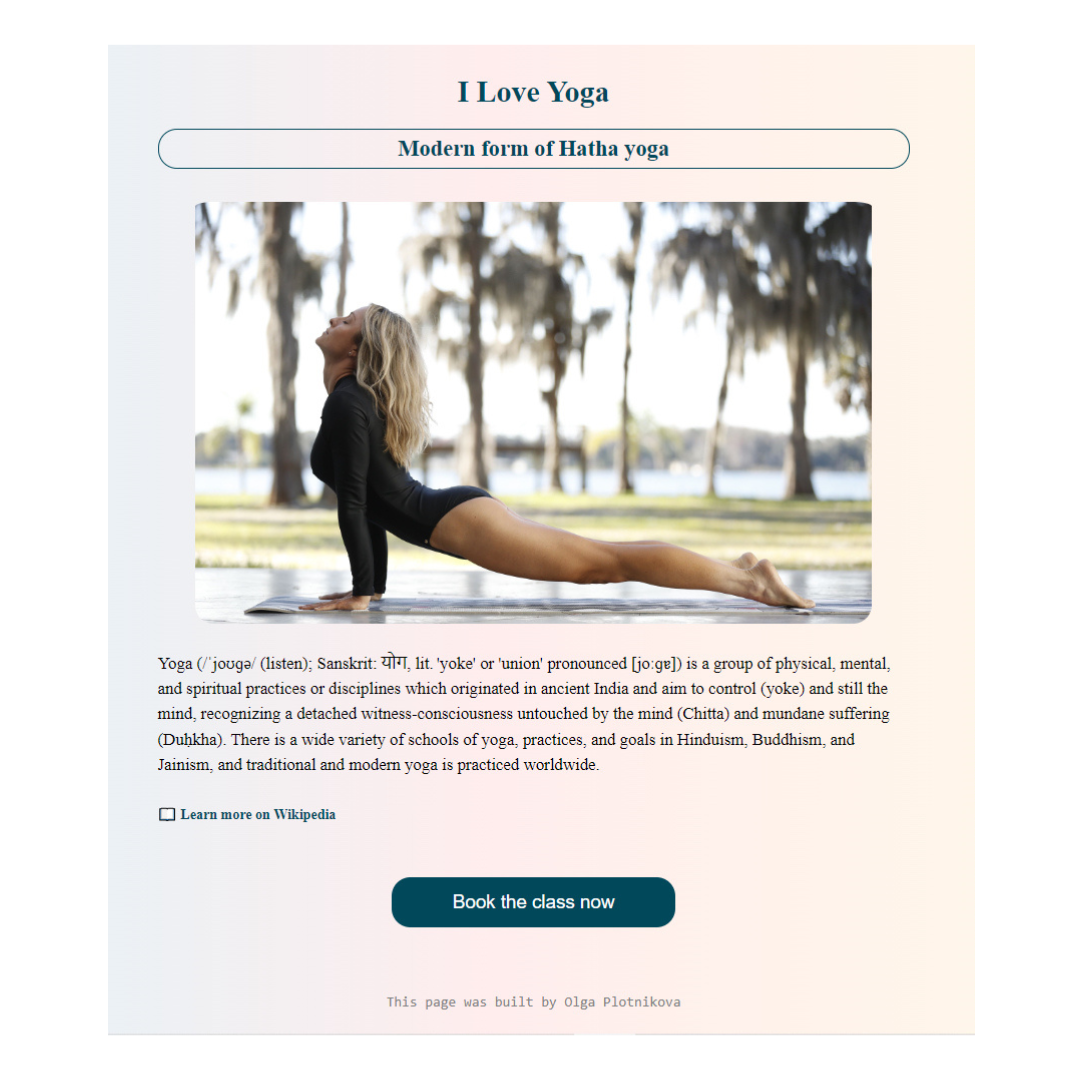 I Love Yoga
Modern form of Hatha yoga
Yoga (/ˈjoʊɡə/ (listen); Sanskrit: योग, lit. 'yoke' or 'union' pronounced [joːɡɐ]) is a group of physical, mental,
and spiritual practices or disciplines which originated in ancient India and aim to control (yoke) and still the
mind, recognizing a detached witness-consciousness untouched by the mind (Chitta) and mundane suffering
(Duḥkha). There is a wide variety of schools of yoga, practices, and goals in Hinduism, Buddhism, and
Jainism, and traditional and modern yoga is practiced worldwide.
Learn more on Wikipedia
Book the class now
This page was built by Olga Plotnikova